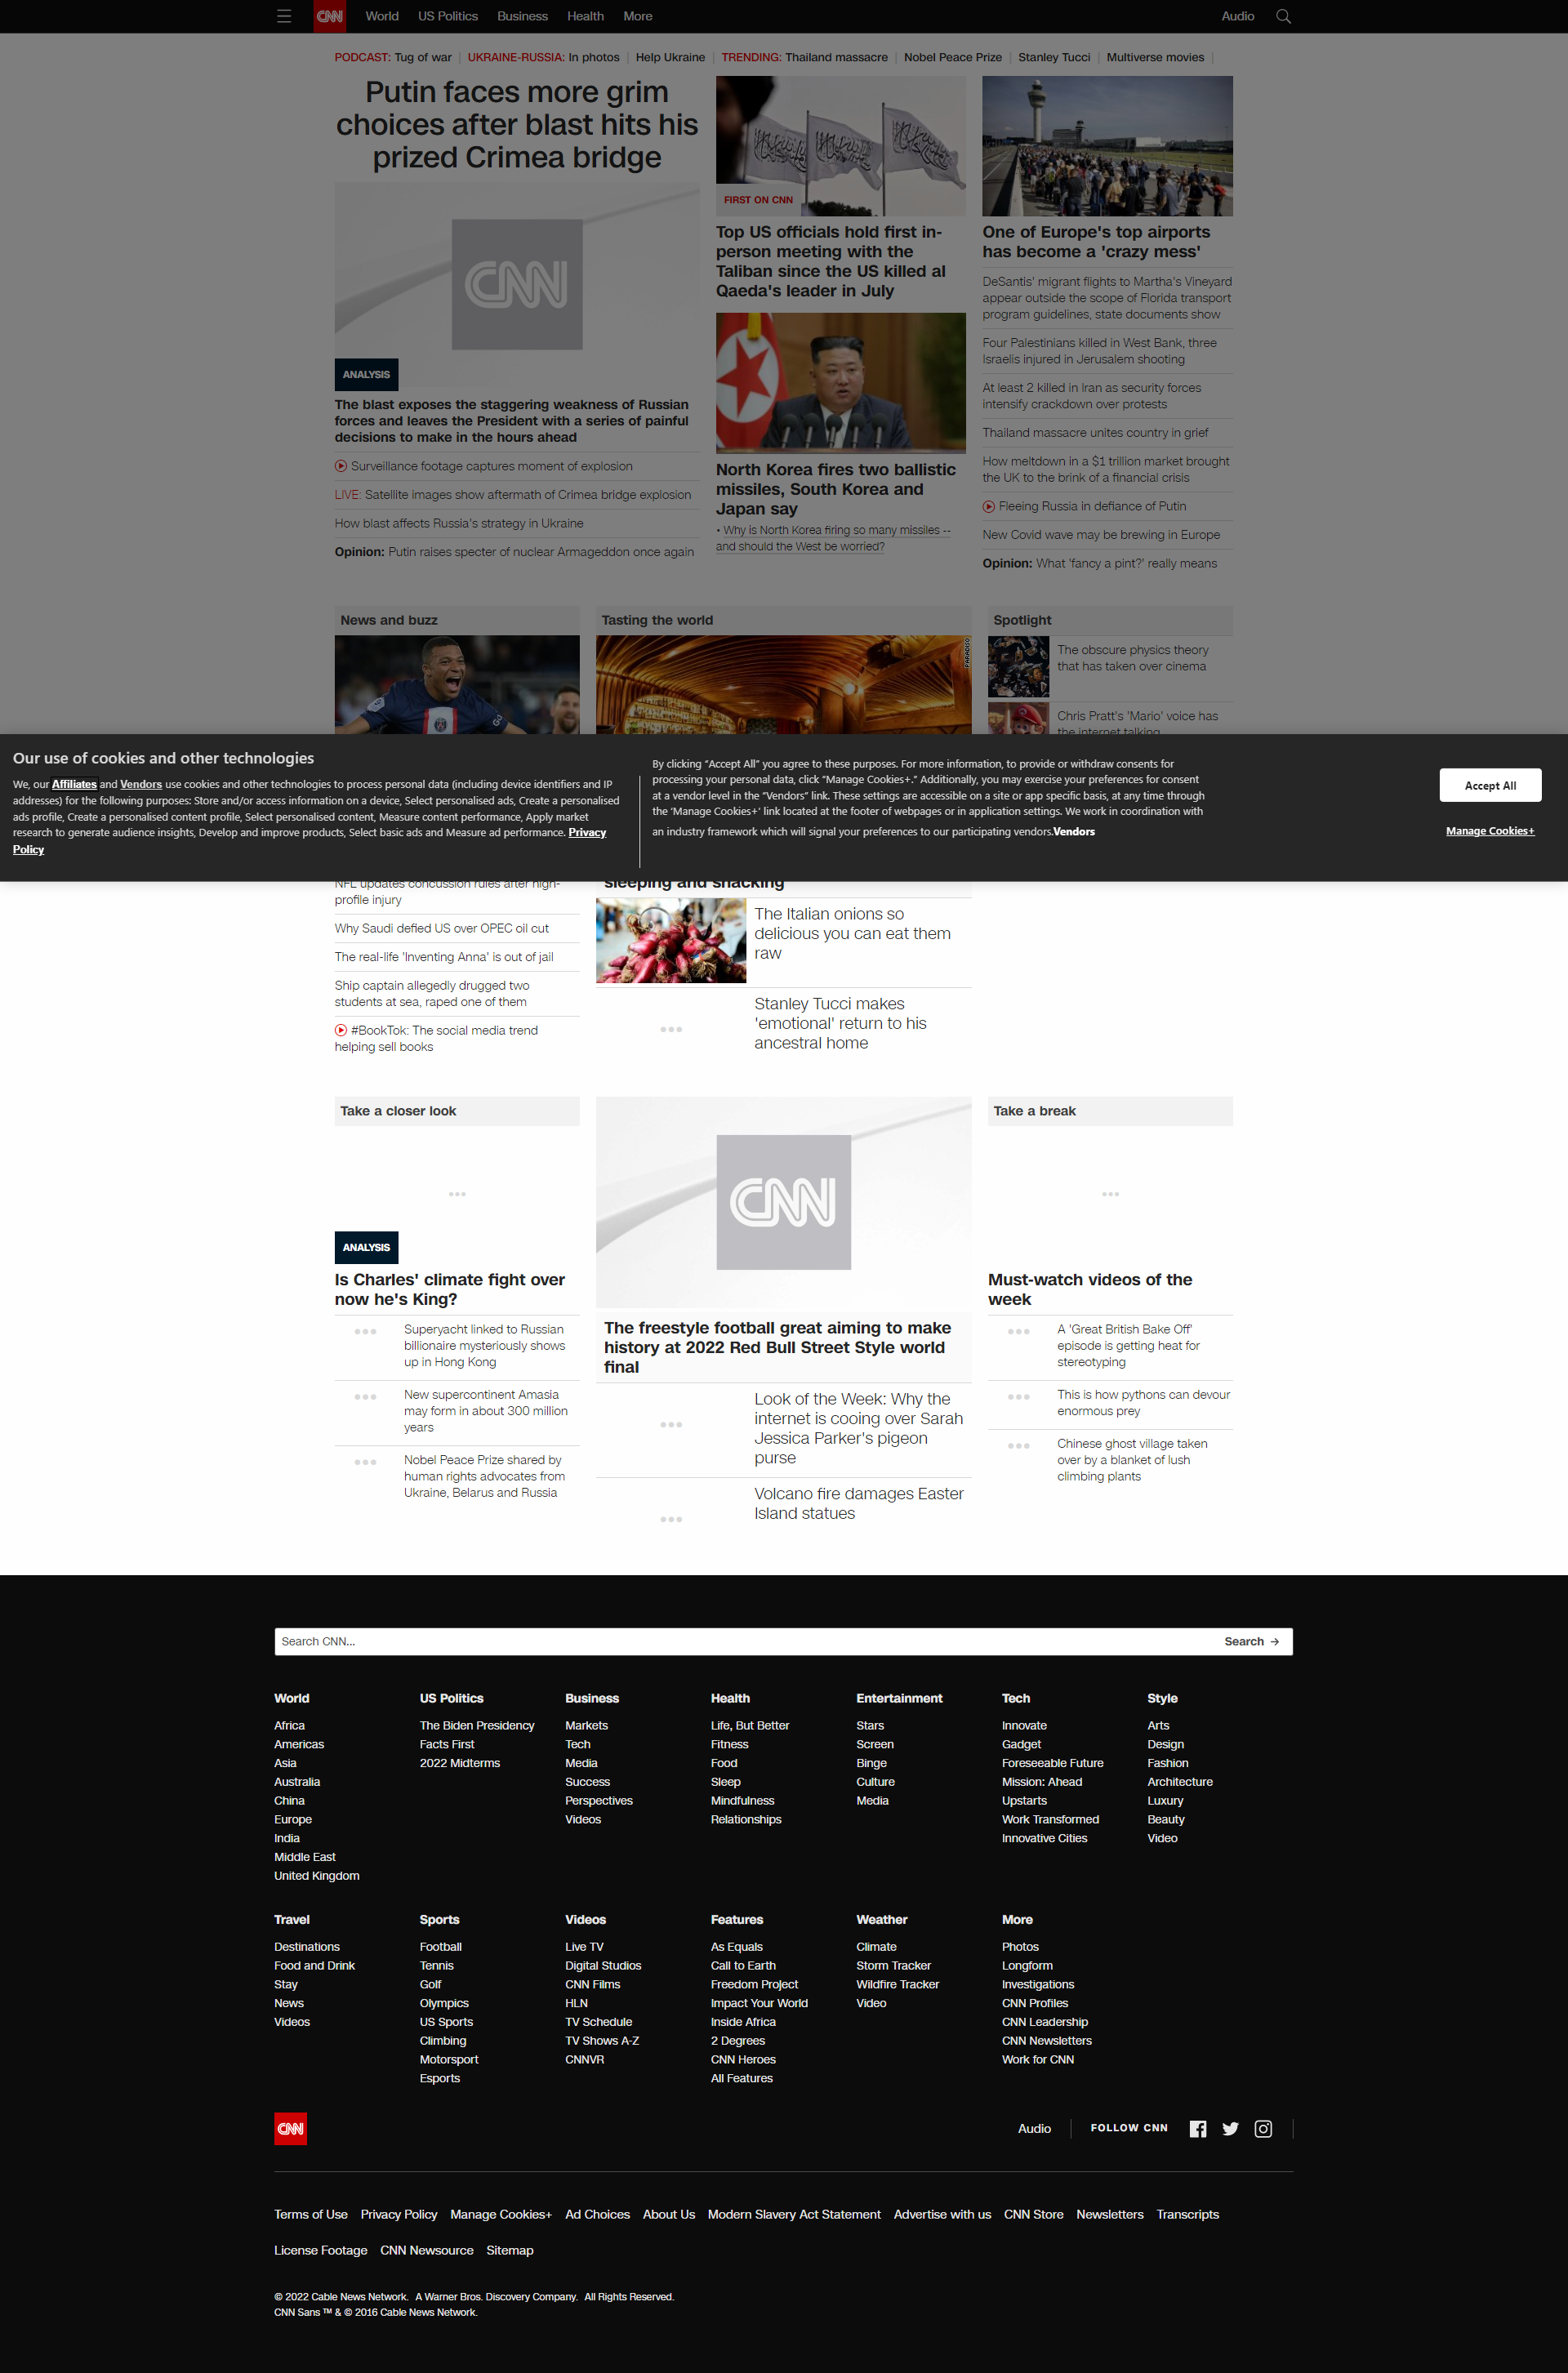 CNN
World
US Politics
Business
Health
More
Audio
PODCAST: Tug of war
UKRAINE-RUSSIA: In photos
Help Ukraine
TRENDING: Thailand massacre
Nobel Peace Prize
Stanley Tucci
Multiverse movies
Putin faces more grim
choices after blast hits his
prized Crimea bridge
CNN
ANALYSIS
The blast exposes the staggering weakness of Russian
forces and leaves the President with a series of painful
decisions to make in the hours ahead
Surveillance footage captures moment of explosion
LIVE: Satellite images show aftermath of Crimea bridge explosion
How blast affects Russia's strategy in Ukraine
Opinion: Putin raises specter of nuclear Armageddon once again
FIRST ON CNN
Top US officials hold first in-
person meeting with the
Taliban since the US killed al
Qaeda's leader in July
North Korea fires two ballistic
missiles, South Korea and
Japan say
• Why is North Korea firing so many missiles --
and should the West be worried?
One of Europe's top airports
has become a 'crazy mess'
DeSantis' migrant flights to Martha's Vineyard
appear outside the scope of Florida transport
program guidelines, state documents show
Four Palestinians killed in West Bank, three
Israelis injured in Jerusalem shooting
At least 2 killed in Iran as security forces
intensify crackdown over protests
Thailand massacre unites country in grief
How meltdown in a $1 trillion market brought
the UK to the brink of a financial crisis
Fleeing Russia in defiance of Putin
New Covid wave may be brewing in Europe
Opinion: What 'fancy a pint?' really means
News and buzz
Tasting the world
PARADISO
Spotlight
The obscure physics theory
that has taken over cinema
Chris Pratt's 'Mario' voice has
the internet talking
Our use of cookies and other technologies
We, our Affiliates and Vendors use cookies and other technologies to process personal data (including device identifiers and IP
addresses) for the following purposes: Store and/or access information on a device, Select personalised ads, Create a personalised
ads profile, Create a personalised content profile, Select personalised content, Measure content performance, Apply market
research to generate audience insights, Develop and improve products, Select basic ads and Measure ad performance. Privacy
Policy
By clicking "Accept All" you agree to these purposes. For more information, to provide or withdraw consents for
processing your personal data, click "Manage Cookies+." Additionally, you may exercise your preferences for consent
at a vendor level in the "Vendors" link. These settings are accessible on a site or app specific basis, at any time through
the 'Manage Cookies+' link located at the footer of webpages or in application settings. We work in coordination with
an industry framework which will signal your preferences to our participating vendors.Vendors
Accept All
Manage Cookies+
NFL updates concussion rules after high-
profile injury
Why Saudi defied US over OPEC oil cut
The real-life 'Inventing Anna' is out of jail
Ship captain allegedly drugged two
students at sea, raped one of them
#BookTok: The social media trend
helping sell books
sleeping and snacking
The Italian onions so
delicious you can eat them
raw
Stanley Tucci makes
'emotional' return to his
ancestral home
Take a closer look
ANALYSIS
Is Charles' climate fight over
now he's King?
Superyacht linked to Russian
billionaire mysteriously shows
up in Hong Kong
New supercontinent Amasia
may form in about 300 million
years
Nobel Peace Prize shared by
human rights advocates from
Ukraine, Belarus and Russia
CNN
The freestyle football great aiming to make
history at 2022 Red Bull Street Style world
final
Look of the Week: Why the
internet is cooing over Sarah
Jessica Parker's pigeon
purse
Volcano fire damages Easter
Island statues
Take a break
Must-watch videos of the
week
A 'Great British Bake Off'
episode is getting heat for
stereotyping
This is how pythons can devour
enormous prey
Chinese ghost village taken
over by a blanket of lush
climbing plants
Search CNN...
Search →
World
Africa
Americas
Asia
Australia
China
Europe
India
Middle East
United Kingdom
US Politics
The Biden Presidency
Facts First
2022 Midterms
Business
Markets
Tech
Media
Success
Perspectives
Videos
Health
Life, But Better
Fitness
Food
Sleep
Mindfulness
Relationships
Entertainment
Stars
Screen
Binge
Culture
Media
Tech
Innovate
Gadget
Foreseeable Future
Mission: Ahead
Upstarts
Work Transformed
Innovative Cities
Style
Arts
Design
Fashion
Architecture
Luxury
Beauty
Video
Travel
Destinations
Food and Drink
Stay
News
Videos
Sports
Football
Tennis
Golf
Olympics
US Sports
Climbing
Motorsport
Esports
Videos
Live TV
Digital Studios
CNN Films
HLN
TV Schedule
TV Shows A-Z
CNNVR
Features
As Equals
Call to Earth
Freedom Project
Impact Your World
Inside Africa
2 Degrees
CNN Heroes
All Features
Weather
Climate
Storm Tracker
Wildfire Tracker
Video
More
Photos
Longform
Investigations
CNN Profiles
CNN Leadership
CNN Newsletters
Work for CNN
CNN
Audio
FOLLOW CNN
Terms of Use
Privacy Policy
Manage Cookies+
Ad Choices
About Us
Modern Slavery Act Statement
Advertise with us
CNN Store
Newsletters
Transcripts
License Footage
CNN Newsource
Sitemap
© 2022 Cable News Network. A Warner Bros. Discovery Company. All Rights Reserved.
CNN Sans ™ & © 2016 Cable News Network.